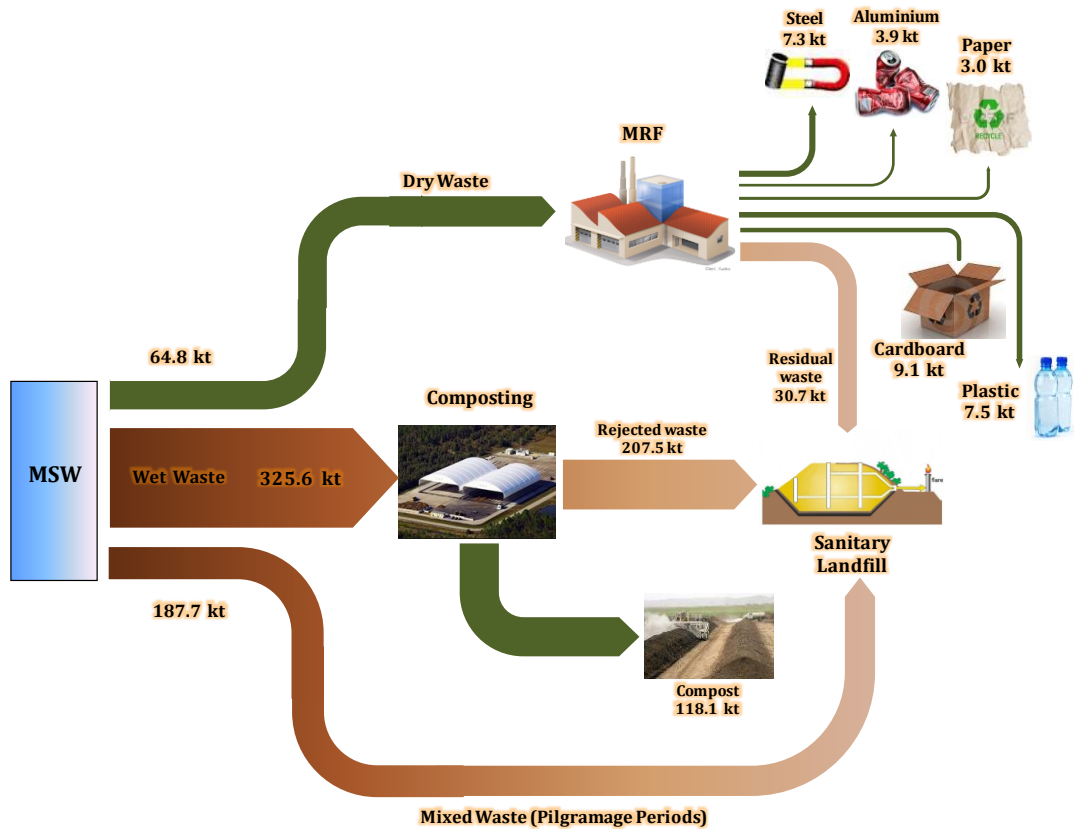 Steel
7.3 kt
Aluminium
3.9 kt
Paper
3.0 kt
RECYCLE
MRF
Dry Waste
64.8 kt
Residual
waste
30.7 kt
Cardboard
9.1 kt
Plastic
7.5 kt
Composting
Rejected waste
207.5 kt
MSW
Wet Waste
325.6 kt
flare
Sanitary
Landfill
187.7 kt
Compost
118.1 kt
Mixed Waste (Pilgramage Periods)